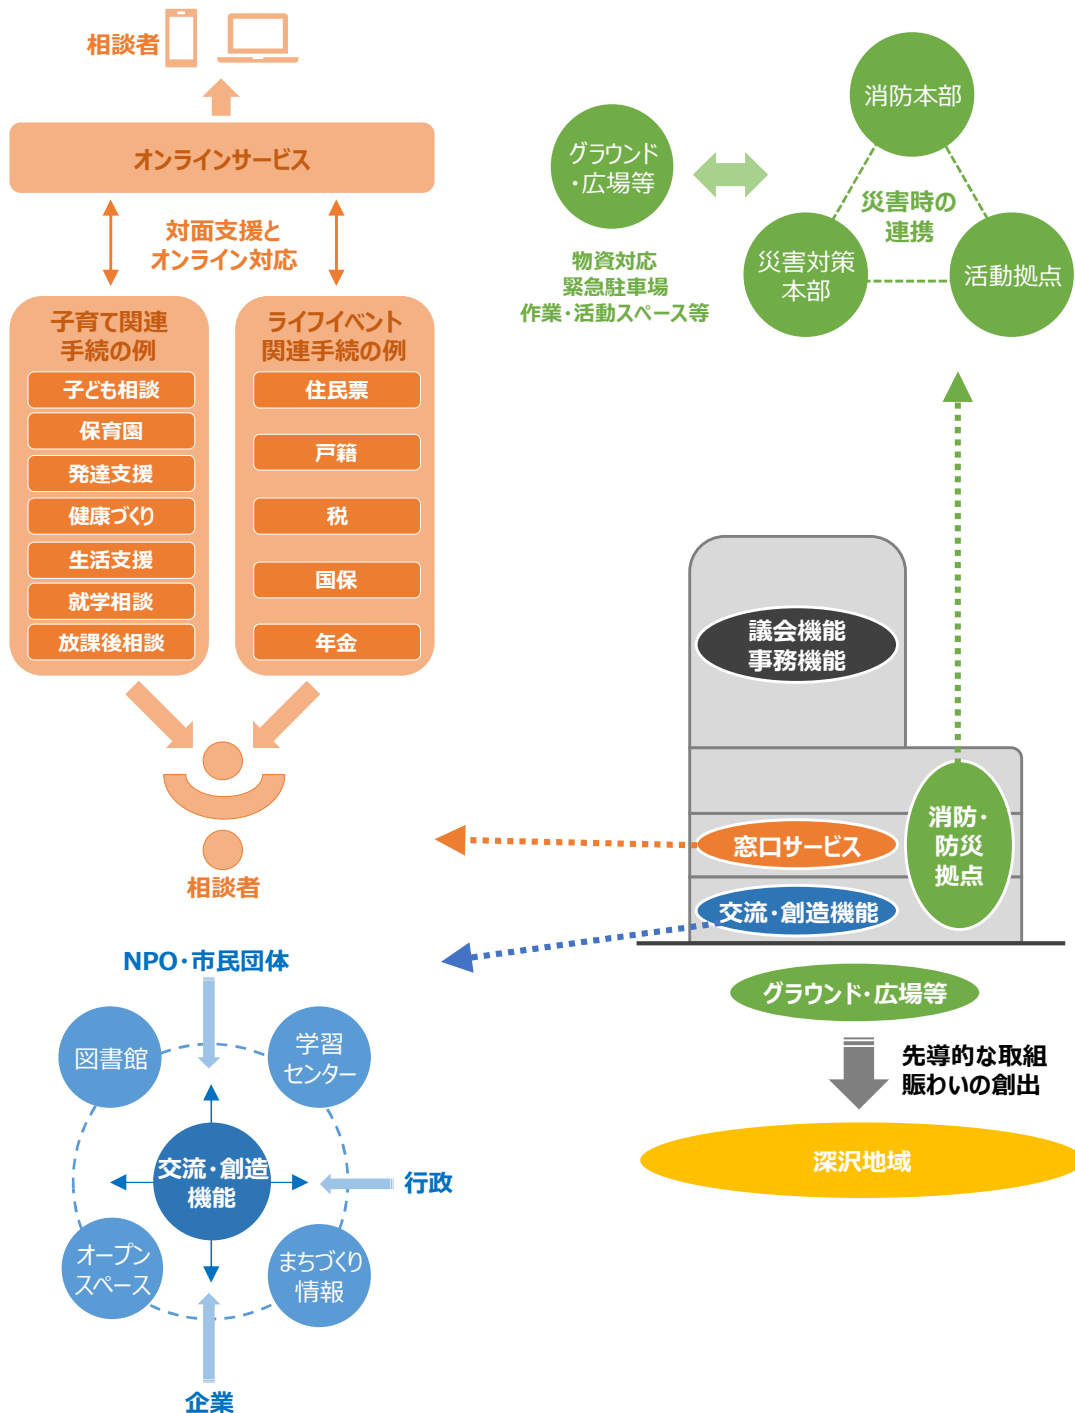 相談者
オンラインサービス
対面支援と
オンライン対応
子育て関連
手続の例
子ども相談
保育園
発達支援
健康づくり
生活支援
就学相談
放課後相談
ライフイベント
関連手続の例
住民票
戸籍
税
国保
年金
相談者
消防本部
グラウンド
・広場等
災害時の
連携
災害対策
本部
活動拠点
物資対応
緊急駐車場
作業・活動スペース等
議会機能
事務機能
消防・
防災
拠点
窓口サービス
交流・創造機能
グラウンド・広場等
先導的な取組
賑わいの創出
深沢地域
NPO・市民団体
図書館
学習
センター
交流・創造
機能
行政
オープン
スペース
まちづくり
情報
企業